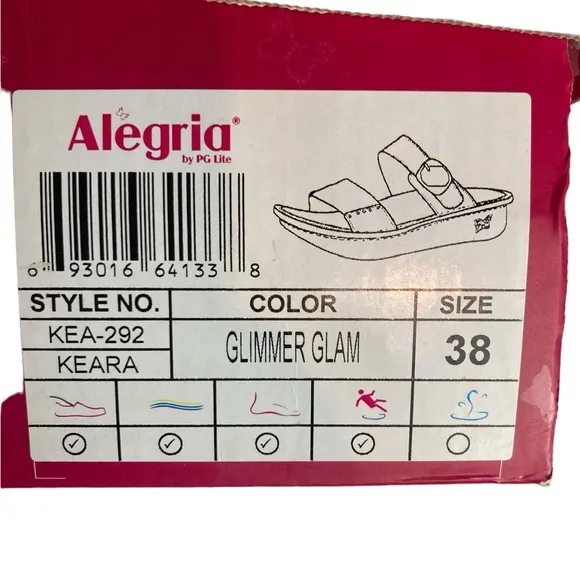 Alegria®
by PG Lite
6 93016 64133 8
STYLE NO. COLOR SIZE
KEA-292
KEARA
GLIMMER GLAM
38